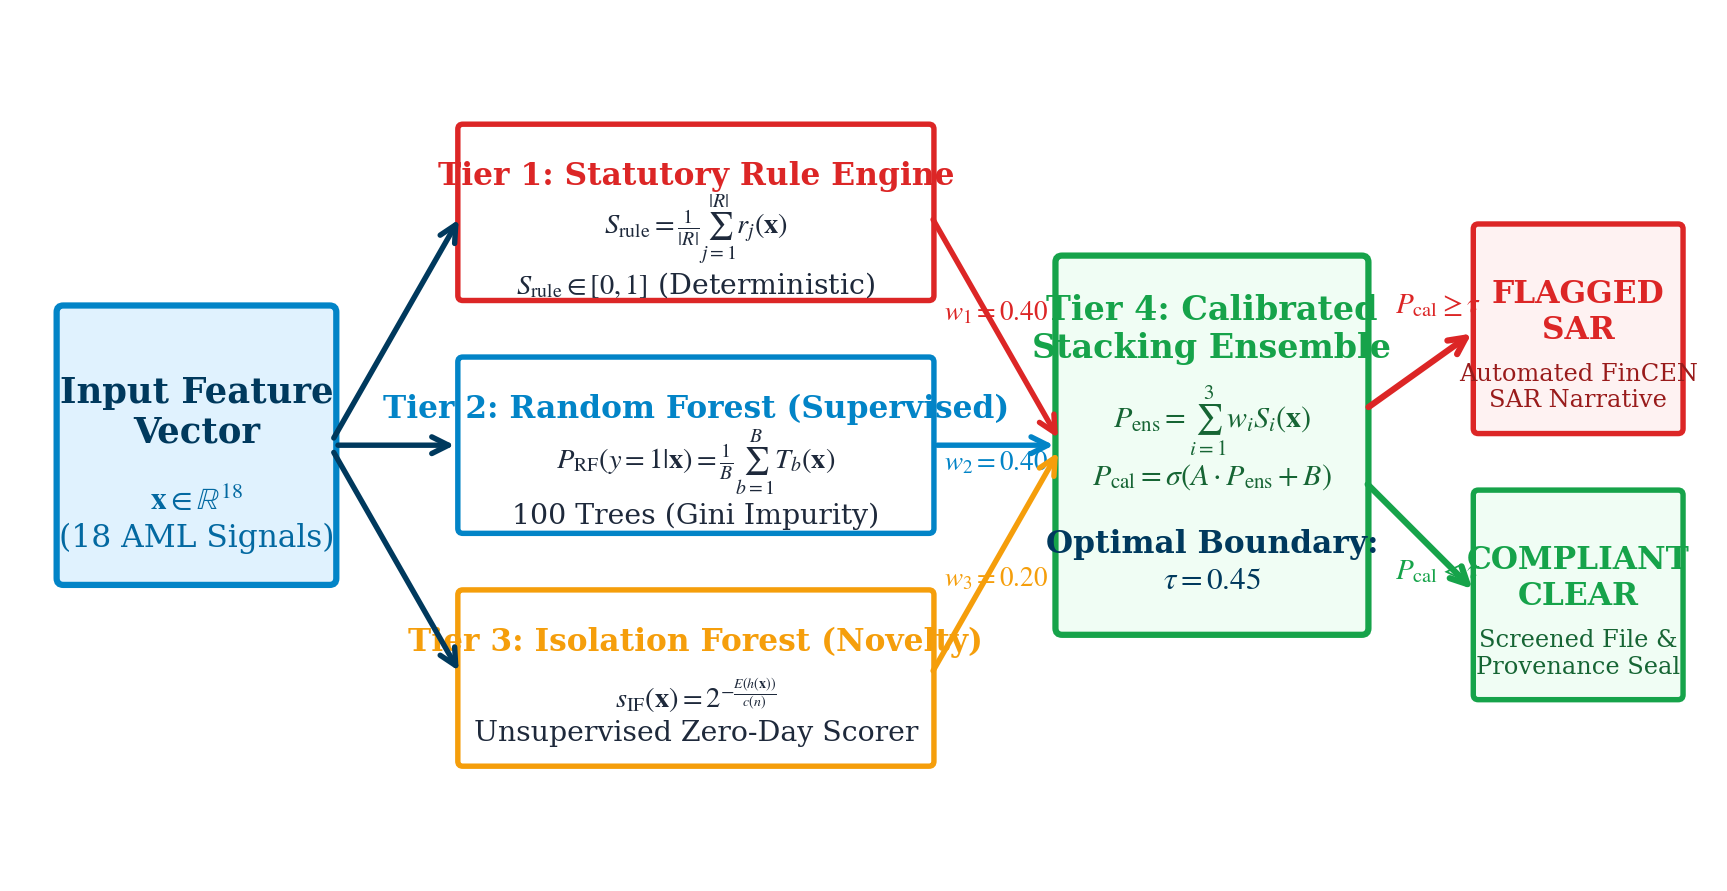 Input Feature
Vector
x ∈ ℝ^18
(18 AML Signals)
Tier 1: Statutory Rule Engine
S_rule = 1/|R| ∑_{j=1}^{|R|} r_j(x)
S_rule ∈ [0, 1] (Deterministic)
Tier 2: Random Forest (Supervised)
P_RF(y = 1|x) = 1/B ∑_{b=1}^{B} T_b(x)
100 Trees (Gini Impurity)
Tier 3: Isolation Forest (Novelty)
s_IF(x) = 2^{−E(h(x))/c(n)}
Unsupervised Zero-Day Scorer
w_1 = 0.40
w_2 = 0.40
w_3 = 0.20
Tier 4: Calibrated
Stacking Ensemble
P_ens = ∑_{i=1}^{3} w_i S_i(x)
P_cal = σ(A · P_ens + B)
Optimal Boundary:
τ = 0.45
P_cal ≥ τ
FLAGGED
SAR
Automated FinCEN
SAR Narrative
P_cal
COMPLIANT
CLEAR
Screened File &
Provenance Seal